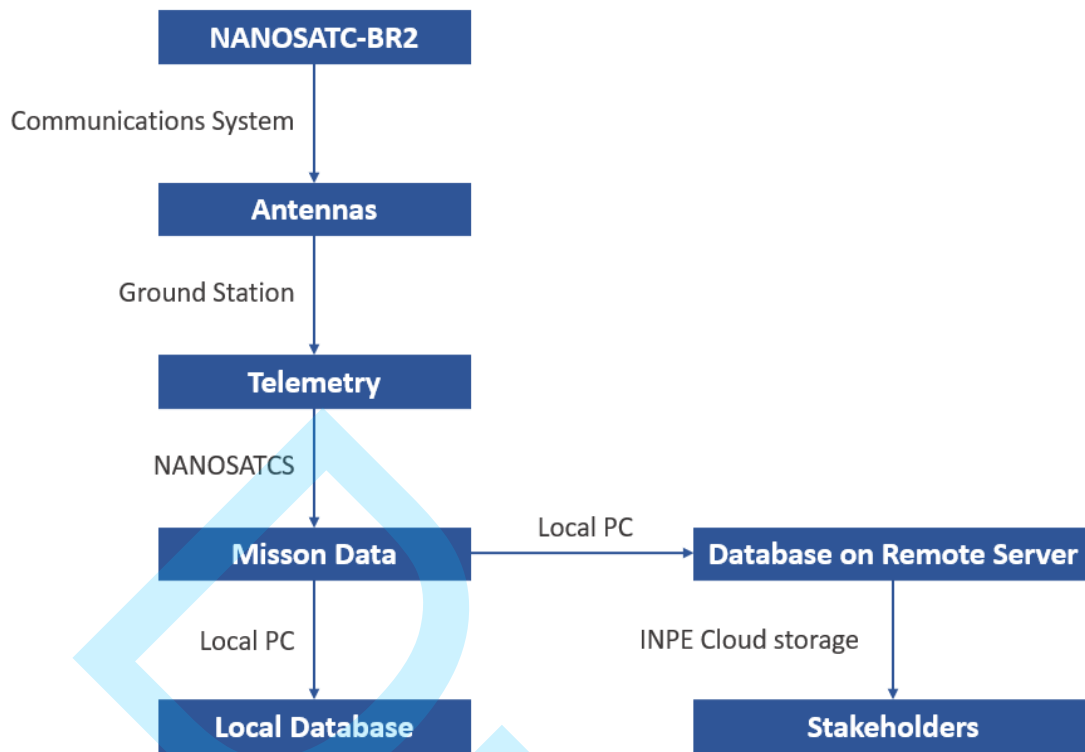 NANOSATC-BR2
Communications System
Antennas
Ground Station
Telemetry
NANOSATCS
Misson Data
Local PC
Database on Remote Server
Local PC
INPE Cloud storage
Local Database
Stakeholders